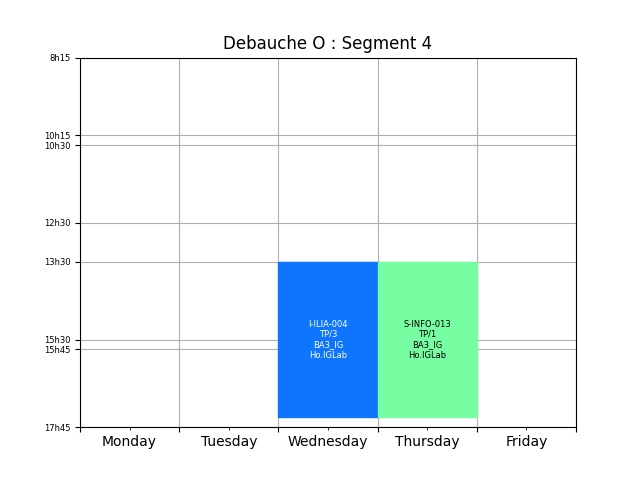 Debauche O : Segment 4
8h15
10h15
10h30
12h30
13h30
15h30
15h45
17h45
I-ILIA-004
TP/3
BA3_IG
Ho.IGLab
S-INFO-013
TP/1
BA3_IG
Ho.IGLab
Monday
Tuesday
Wednesday
Thursday
Friday